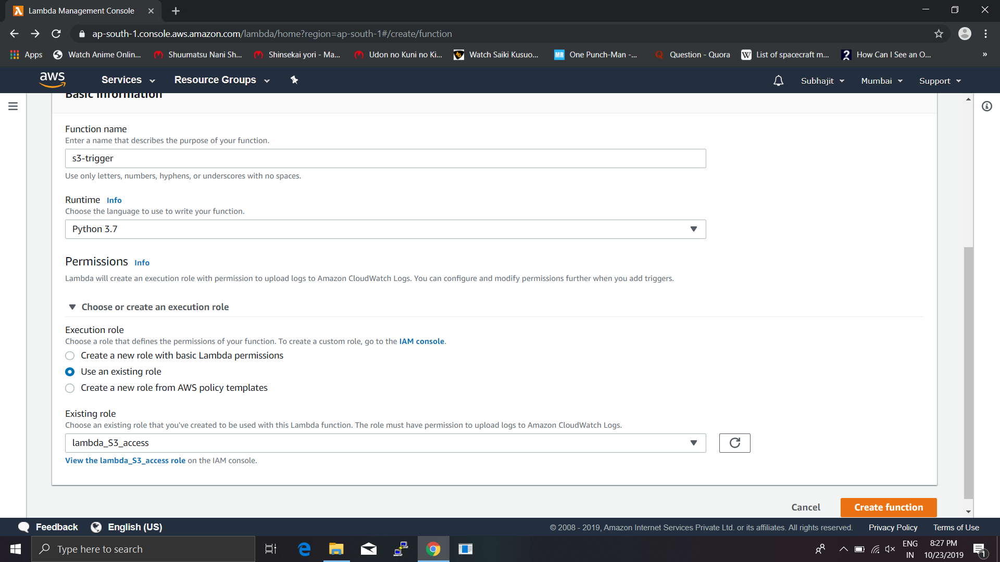 Lambda Management Console
ap-south-1.console.aws.amazon.com/lambda/home?region=ap-south-1#/create/function
Apps Watch Anime Onlin... Shuumatsu Nani Sh... Shinsekai yori - Ma... Udon no Kuni no Ki... Watch Saiki Kusuo... MR One Punch-Man -... Question - Quora W List of spacecraft m... How Can I See an O... »
aws Services Resource Groups Subhajit Mumbai Support
Basic information
Function name
Enter a name that describes the purpose of your function.
s3-trigger
Use only letters, numbers, hyphens, or underscores with no spaces.
Runtime Info
Choose the language to use to write your function.
Python 3.7
Permissions Info
Lambda will create an execution role with permission to upload logs to Amazon CloudWatch Logs. You can configure and modify permissions further when you add triggers.
Choose or create an execution role
Execution role
Choose a role that defines the permissions of your function. To create a custom role, go to the IAM console.
Create a new role with basic Lambda permissions
Use an existing role
Create a new role from AWS policy templates
Existing role
Choose an existing role that you've created to be used with this Lambda function. The role must have permission to upload logs to Amazon CloudWatch Logs.
lambda_S3_access
View the lambda_S3_access role on the IAM console.
Cancel Create function
Feedback English (US) © 2008 - 2019, Amazon Internet Services Private Ltd. or its affiliates. All rights reserved. Privacy Policy Terms of Use
Type here to search
ENG
IN
8:27 PM
10/23/2019
1